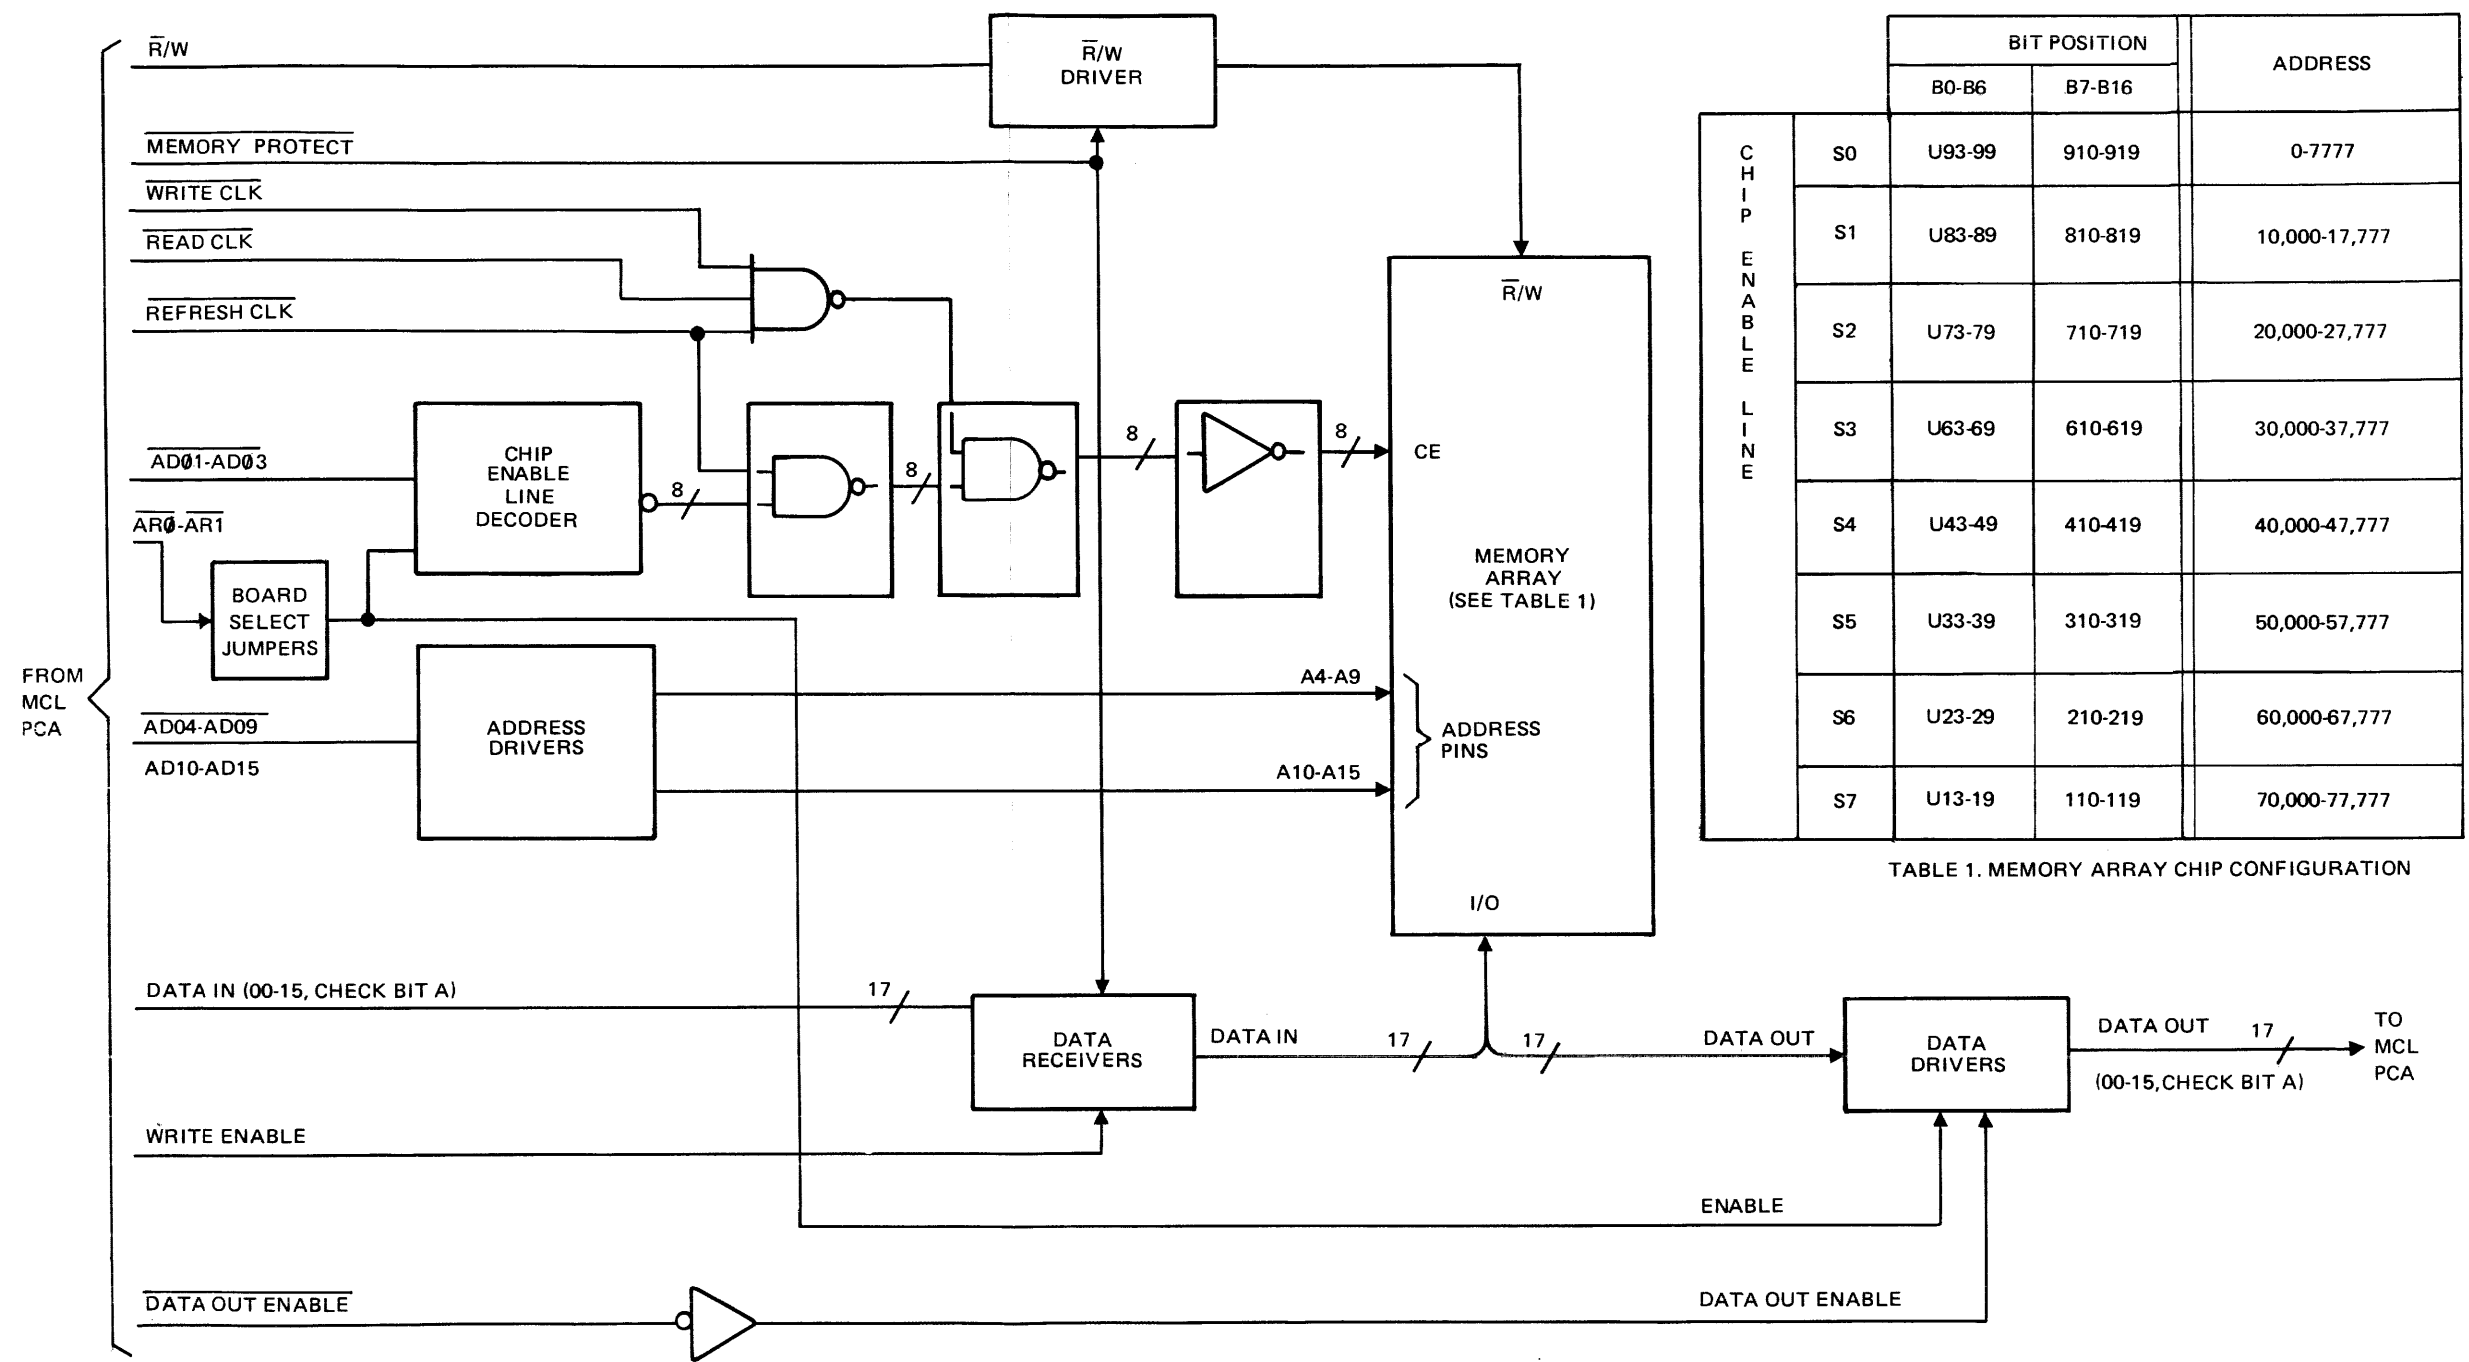 R̅/W
R̅/W
DRIVER
MEMORY PROTECT
WRITE CLK
READ CLK
REFRESH CLK
R̅/W
AD01-AD03
CHIP
ENABLE
LINE
DECODER
8
8
8
8
CE
AR0-AR1
BOARD
SELECT
JUMPERS
MEMORY
ARRAY
(SEE TABLE 1)
FROM
MCL
PCA
AD04-AD09
AD10-AD15
ADDRESS
DRIVERS
A4-A9
A10-A15
ADDRESS
PINS
I/O
DATA IN (00-15, CHECK BIT A)
17
DATA
RECEIVERS
DATA IN
17
17
DATA OUT
DATA
DRIVERS
DATA OUT
17
(00-15, CHECK BIT A)
TO
MCL
PCA
WRITE ENABLE
ENABLE
DATA OUT ENABLE
DATA OUT ENABLE
BIT POSITION
ADDRESS
B0-B6 B7-B16
CHIP ENABLE LINE
S0 U93-99 910-919 0-7777
S1 U83-89 810-819 10,000-17,777
S2 U73-79 710-719 20,000-27,777
S3 U63-69 610-619 30,000-37,777
S4 U43-49 410-419 40,000-47,777
S5 U33-39 310-319 50,000-57,777
S6 U23-29 210-219 60,000-67,777
S7 U13-19 110-119 70,000-77,777
TABLE 1. MEMORY ARRAY CHIP CONFIGURATION